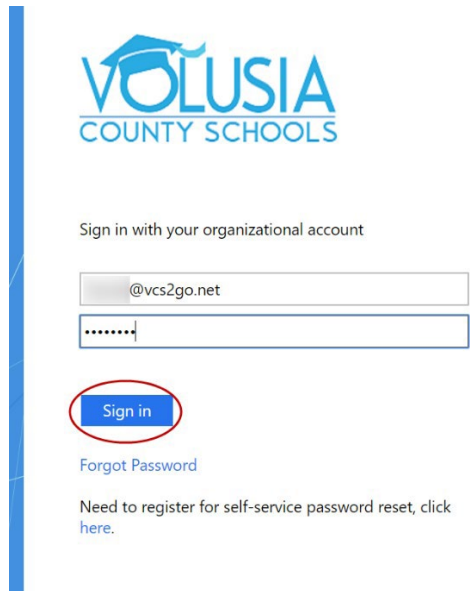 VOLUSIA
COUNTY SCHOOLS
Sign in with your organizational account
@vcs2go.net
••••••••
Sign in
Forgot Password
Need to register for self-service password reset, click
here.